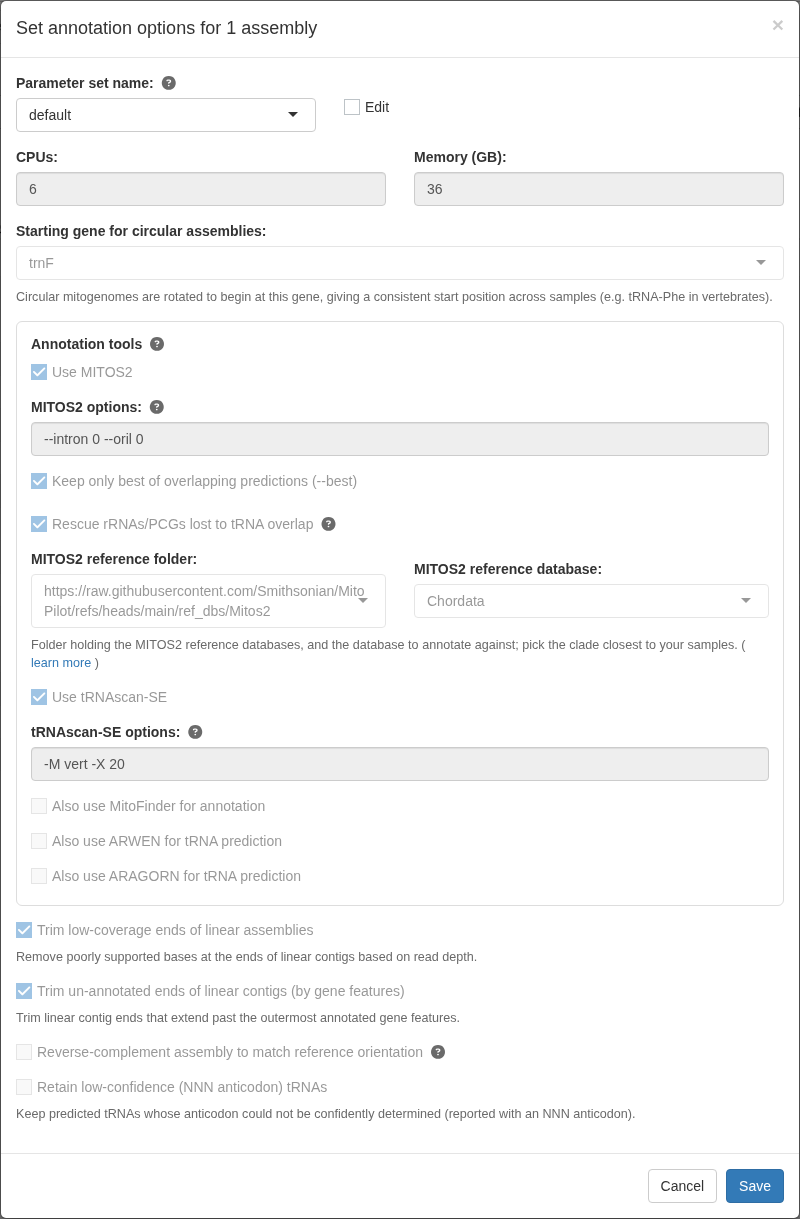 Set annotation options for 1 assembly
×
Parameter set name: ?
default
Edit
CPUs:
Memory (GB):
6
36
Starting gene for circular assemblies:
trnF
Circular mitogenomes are rotated to begin at this gene, giving a consistent start position across samples (e.g. tRNA-Phe in vertebrates).
Annotation tools ?
Use MITOS2
MITOS2 options: ?
--intron 0 --oril 0
Keep only best of overlapping predictions (--best)
Rescue rRNAs/PCGs lost to tRNA overlap ?
MITOS2 reference folder:
MITOS2 reference database:
https://raw.githubusercontent.com/Smithsonian/Mito
Pilot/refs/heads/main/ref_dbs/Mitos2
Chordata
Folder holding the MITOS2 reference databases, and the database to annotate against; pick the clade closest to your samples. (
learn more )
Use tRNAscan-SE
tRNAscan-SE options: ?
-M vert -X 20
Also use MitoFinder for annotation
Also use ARWEN for tRNA prediction
Also use ARAGORN for tRNA prediction
Trim low-coverage ends of linear assemblies
Remove poorly supported bases at the ends of linear contigs based on read depth.
Trim un-annotated ends of linear contigs (by gene features)
Trim linear contig ends that extend past the outermost annotated gene features.
Reverse-complement assembly to match reference orientation ?
Retain low-confidence (NNN anticodon) tRNAs
Keep predicted tRNAs whose anticodon could not be confidently determined (reported with an NNN anticodon).
Cancel
Save